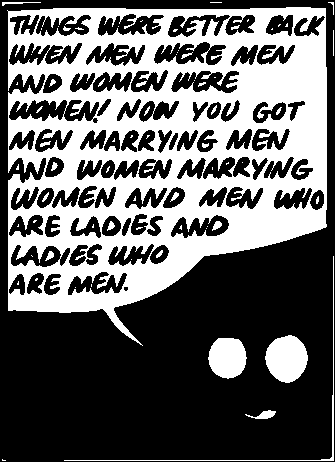 THINGS WERE BETTER BACK
WHEN MEN WERE MEN
AND WOMEN WERE
WOMEN! NOW YOU GOT
MEN MARRYING MEN
AND WOMEN MARRYING
WOMEN AND MEN WHO
ARE LADIES AND
LADIES WHO
ARE MEN.